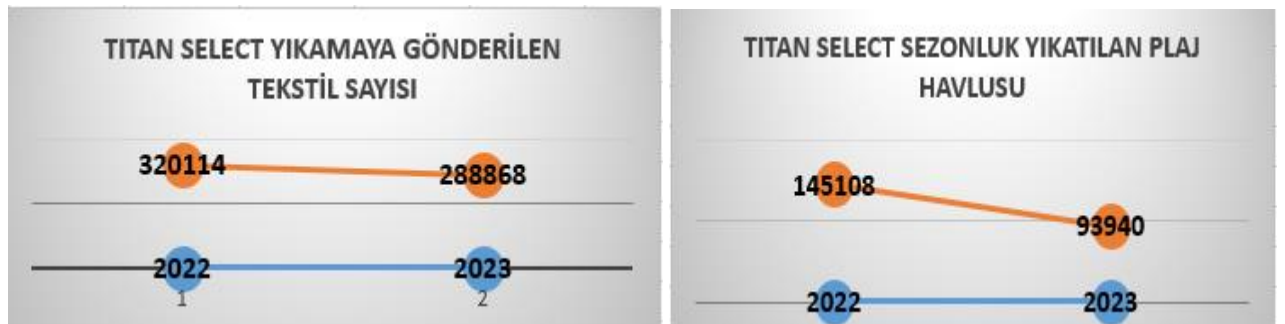 TITAN SELECT YIKAMAYA GÖNDERİLEN
TEKSTİL SAYISI
320114
288868
2022
2023
1
2
TITAN SELECT SEZONLUK YIKATILAN PLAJ
HAVLUSU
145108
93940
2022
2023